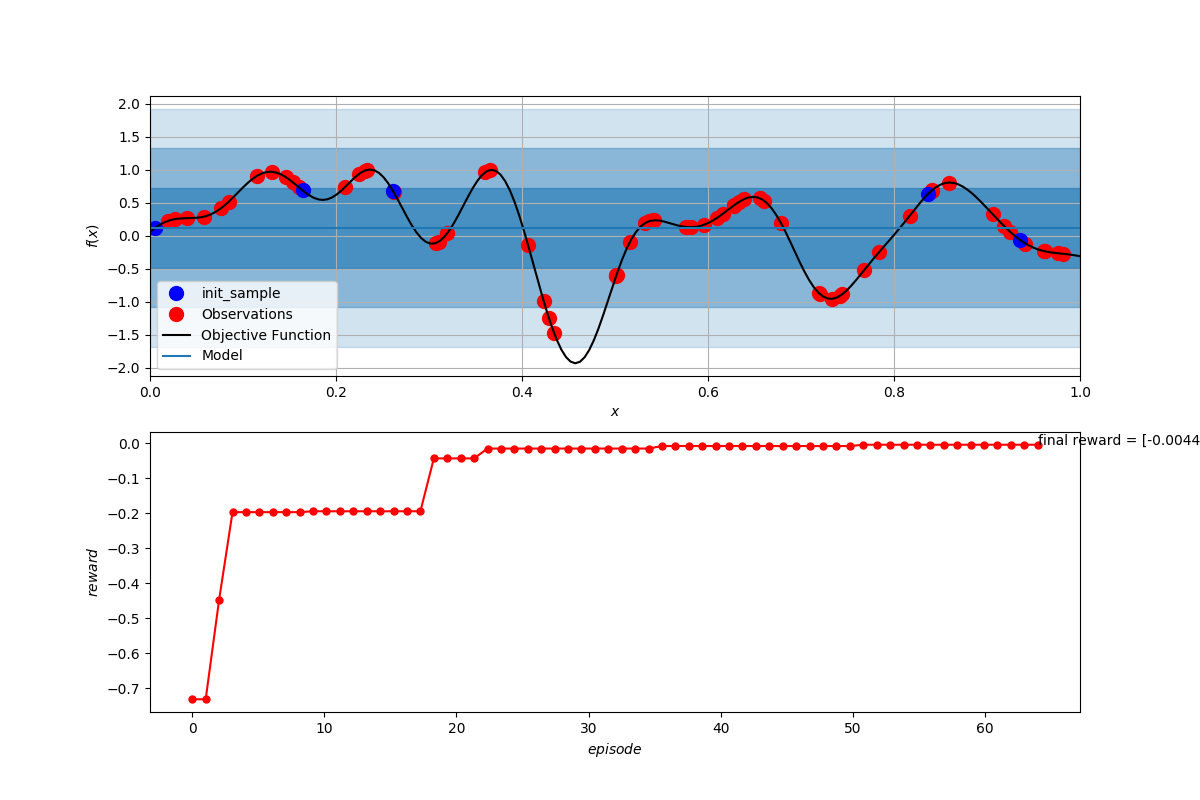 2.0
1.5
1.0
0.5
0.0
−0.5
−1.0
−1.5
−2.0
f(x)
init_sample
Observations
Objective Function
Model
0.0 0.2 0.4 0.6 0.8 1.0
x
0.0
−0.1
−0.2
−0.3
−0.4
−0.5
−0.6
−0.7
reward
final reward = [-0.0044
0 10 20 30 40 50 60
episode